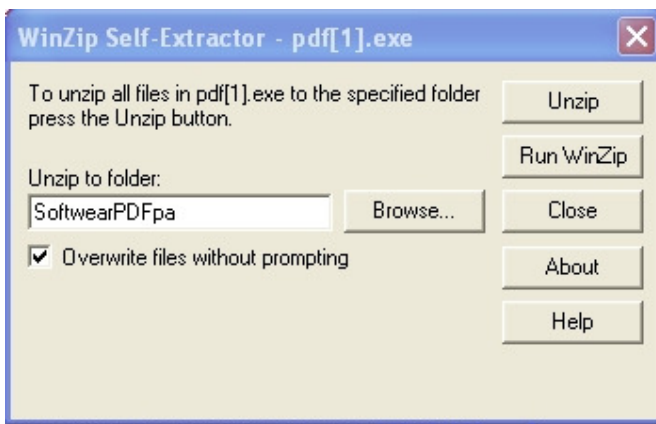 WinZip Self-Extractor - pdf[1].exe
To unzip all files in pdf[1].exe to the specified folder
press the Unzip button.
Unzip to folder:
SoftwearPDFpa
Browse...
Overwrite files without prompting
Unzip
Run WinZip
Close
About
Help